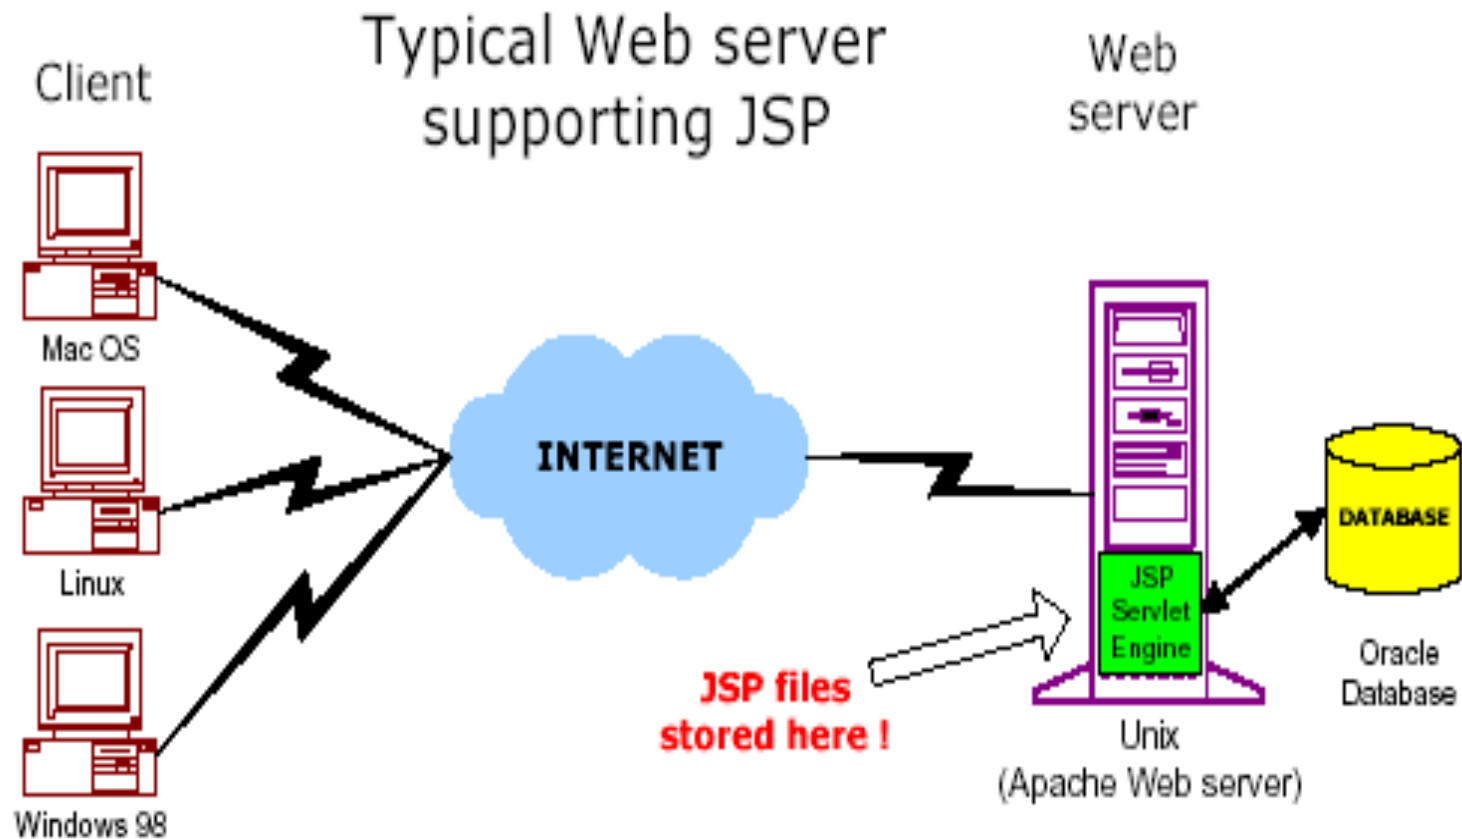 Typical Web server
supporting JSP
Client
Web
server
Mac OS
Linux
Windows 98
INTERNET
JSP files
stored here !
JSP
Servlet
Engine
Unix
(Apache Web server)
DATABASE
Oracle
Database